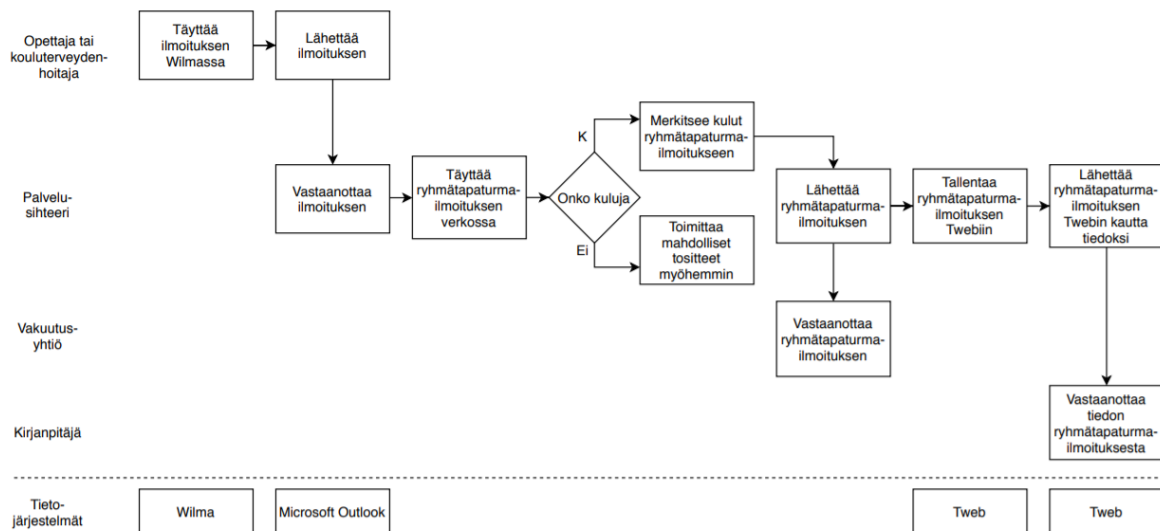 Opettaja tai
kouluterveyden-
hoitaja
Täyttää
ilmoituksen
Wilmassa
Lähettää
ilmoituksen
Palvelu-
sihteeri
Vastaanottaa
ilmoituksen
Täyttää
ryhmätapaturma-
ilmoituksen
verkossa
Onko kuluja
K
Merkitsee kulut
ryhmätapaturma-
ilmoitukseen
Ei
Toimittaa
mahdolliset
tositteet
myöhemmin
Lähettää
ryhmätapaturma-
ilmoituksen
Tallentaa
ryhmätapaturma-
ilmoituksen
Twebiin
Lähettää
ryhmätapaturma-
ilmoituksen
Twebin kautta
tiedoksi
Vakuutus-
yhtiö
Vastaanottaa
ryhmätapaturma-
ilmoituksen
Kirjanpitäjä
Vastaanottaa
tiedon
ryhmätapaturma-
ilmoituksesta
Tieto-
järjestelmät
Wilma
Microsoft Outlook
Tweb
Tweb